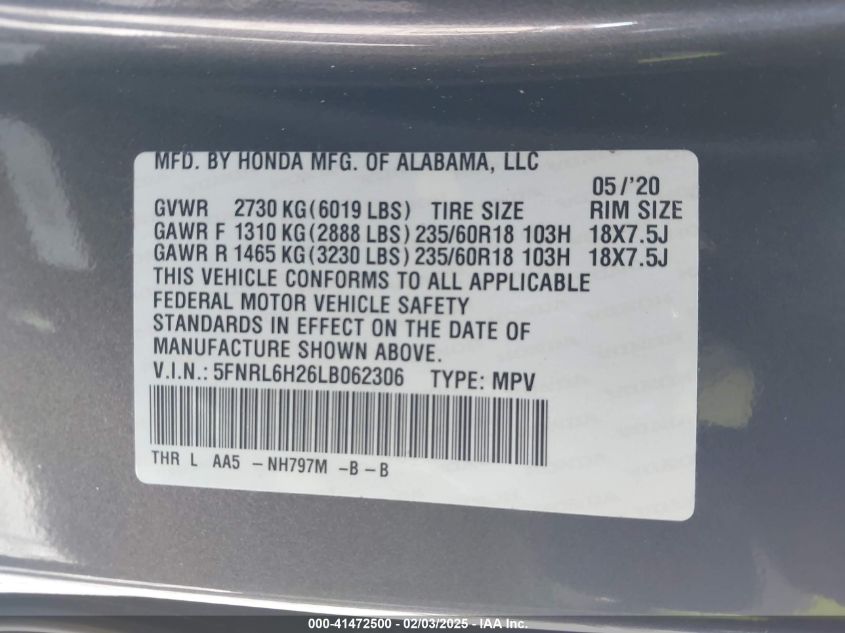 MFD. BY HONDA MFG. OF ALABAMA, LLC
05/'20
GVWR 2730 KG(6019 LBS) TIRE SIZE RIM SIZE
GAWR F 1310 KG(2888 LBS) 235/60R18 103H 18X7.5J
GAWR R 1465 KG(3230 LBS) 235/60R18 103H 18X7.5J
THIS VEHICLE CONFORMS TO ALL APPLICABLE
FEDERAL MOTOR VEHICLE SAFETY
STANDARDS IN EFFECT ON THE DATE OF
MANUFACTURE SHOWN ABOVE.
V.I.N.: 5FNRL6H26LB062306 TYPE: MPV
THR L AA5 -NH797M -B-B
000-41472500 - 02/03/2025 - IAA Inc.